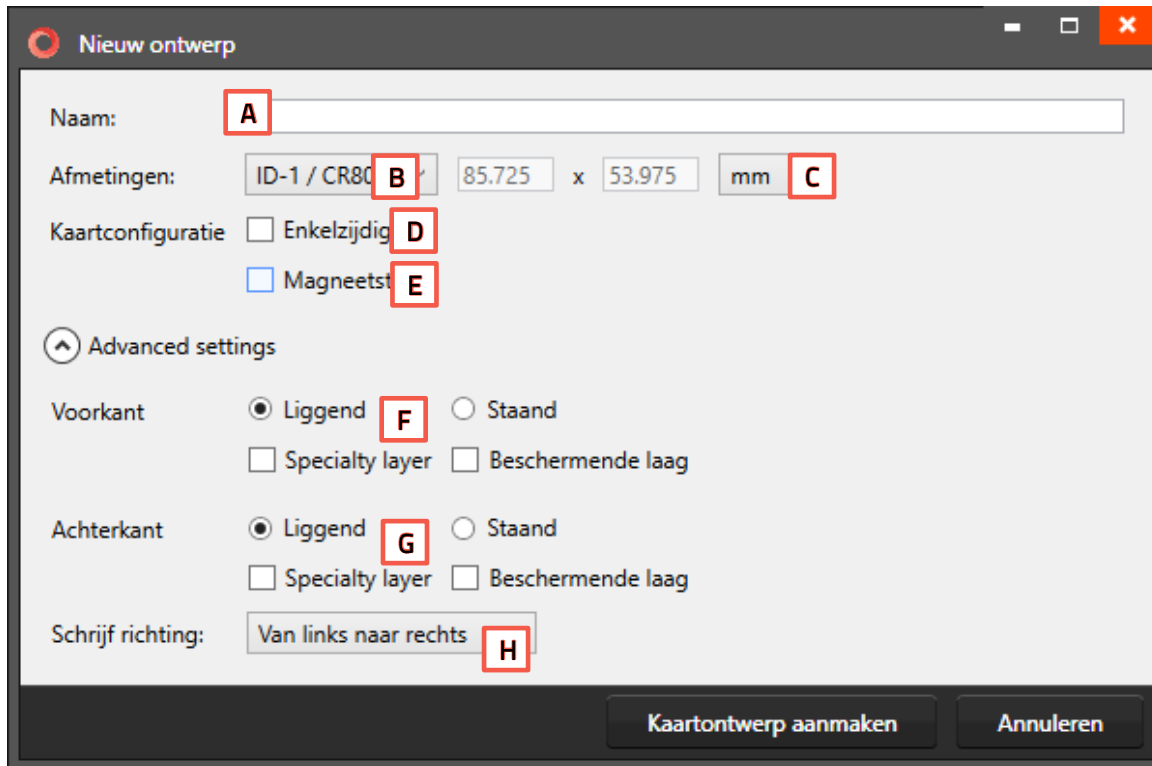 Nieuw ontwerp
Naam: A
Afmetingen: ID-1 / CR80 B 85.725 x 53.975 mm C
Kaartconfiguratie Enkelzijdig D
E
Advanced settings
Voorkant Liggend F Staand
Specialty layer Beschermende laag
Achterkant Liggend G Staand
Specialty layer Beschermende laag
Schrijf richting: Van links naar rechts H
Kaartontwerp aanmaken Annuleren